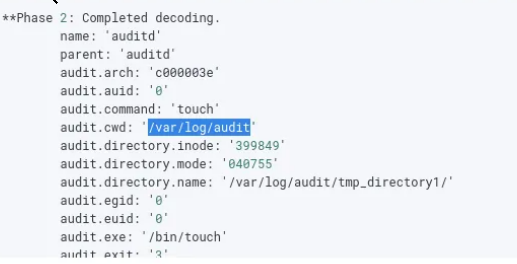 **Phase 2: Completed decoding.
name: 'auditd'
parent: 'auditd'
audit.arch: 'c000003e'
audit.auid: '0'
audit.command: 'touch'
audit.cwd: '/var/log/audit'
audit.directory.inode: '399849'
audit.directory.mode: '040755'
audit.directory.name: '/var/log/audit/tmp_directory1/'
audit.egid: '0'
audit.euid: '0'
audit.exe: '/bin/touch'
audit.exit: '3'